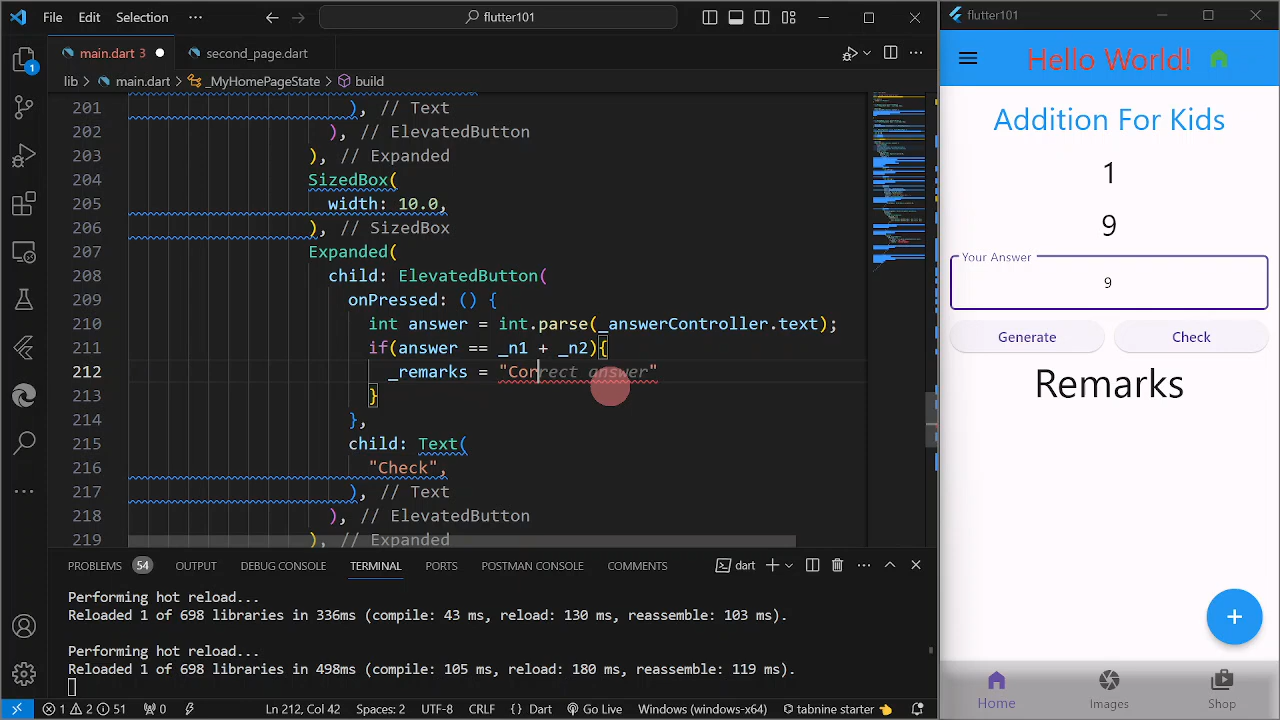 File Edit Selection ··· flutter101
main.dart 3 second_page.dart
lib > main.dart > _MyHomePageState > build
201 ), // Text
202 ), // ElevatedButton
203 ), // Expanded
204 SizedBox(
205 width: 10.0,
206 ), // SizedBox
207 Expanded(
208 child: ElevatedButton(
209 onPressed: () {
210 int answer = int.parse(_answerController.text);
211 if(answer == _n1 + _n2){
212 _remarks = "Correct answer"
213 }
214 },
215 child: Text(
216 "Check",
217 ), // Text
218 ), // ElevatedButton
219 ), // Expanded
PROBLEMS 54 OUTPUT DEBUG CONSOLE TERMINAL PORTS POSTMAN CONSOLE COMMENTS dart
Performing hot reload...
Reloaded 1 of 698 libraries in 336ms (compile: 43 ms, reload: 130 ms, reassemble: 103 ms).
Performing hot reload...
Reloaded 1 of 698 libraries in 498ms (compile: 105 ms, reload: 180 ms, reassemble: 119 ms).
1 2 51 0 Ln 212, Col 42 Spaces: 2 UTF-8 CRLF {} Dart Go Live Windows (windows-x64) tabnine starter
1
flutter101
Hello World!
Addition For Kids
1
9
Your Answer
9
Generate Check
Remarks
+
Home Images Shop